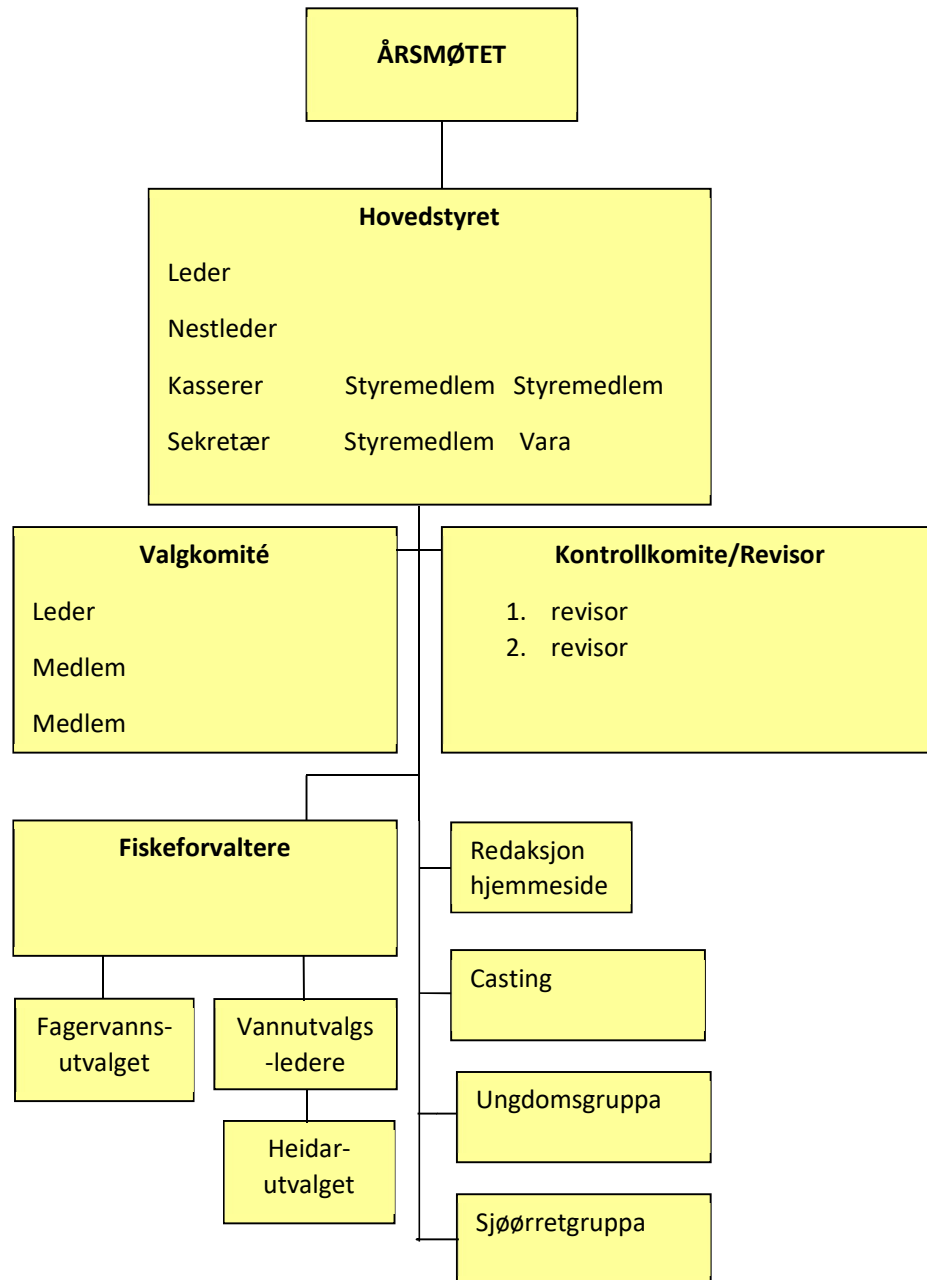 ÅRSMØTET
Hovedstyret
Leder
Nestleder
Kasserer Styremedlem Styremedlem
Sekretær Styremedlem Vara
Valgkomité
Leder
Medlem
Medlem
Kontrollkomite/Revisor
1. revisor
2. revisor
Fiskeforvaltere
Redaksjon
hjemmeside
Casting
Fagervanns-
utvalget
Vannutvalgs
-ledere
Ungdomsgruppa
Heidar-
utvalget
Sjøørretgruppa